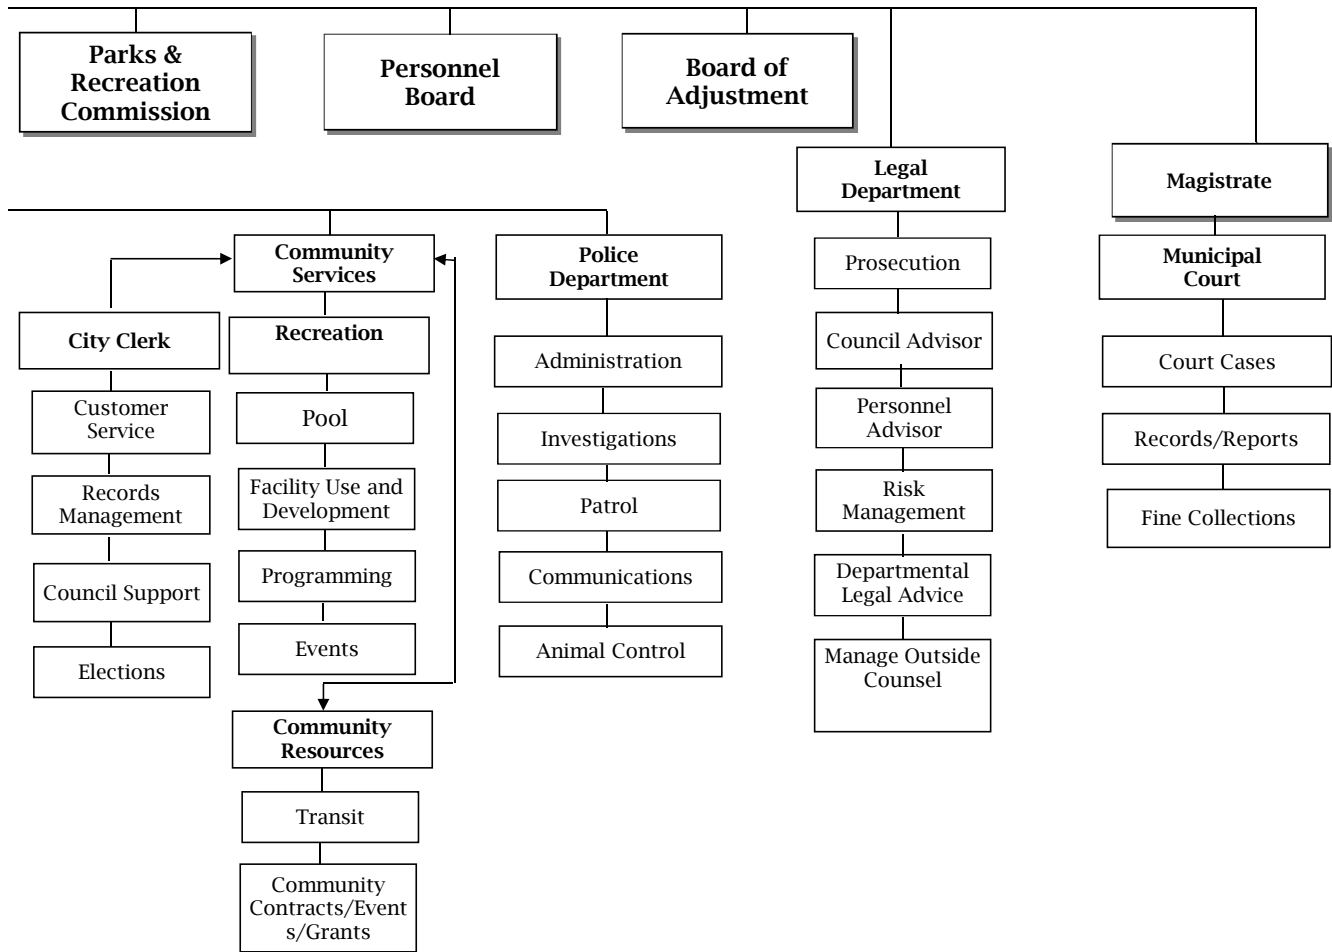 Parks &
Recreation
Commission
Personnel
Board
Board of
Adjustment
Legal
Department
Magistrate
Community
Services
Police
Department
Prosecution
Municipal
Court
City Clerk
Recreation
Administration
Council Advisor
Court Cases
Customer
Service
Pool
Investigations
Personnel
Advisor
Records/Reports
Records
Management
Facility Use and
Development
Patrol
Risk
Management
Fine Collections
Council Support
Programming
Communications
Departmental
Legal Advice
Elections
Events
Animal Control
Manage Outside
Counsel
Community
Resources
Transit
Community
Contracts/Event
s/Grants